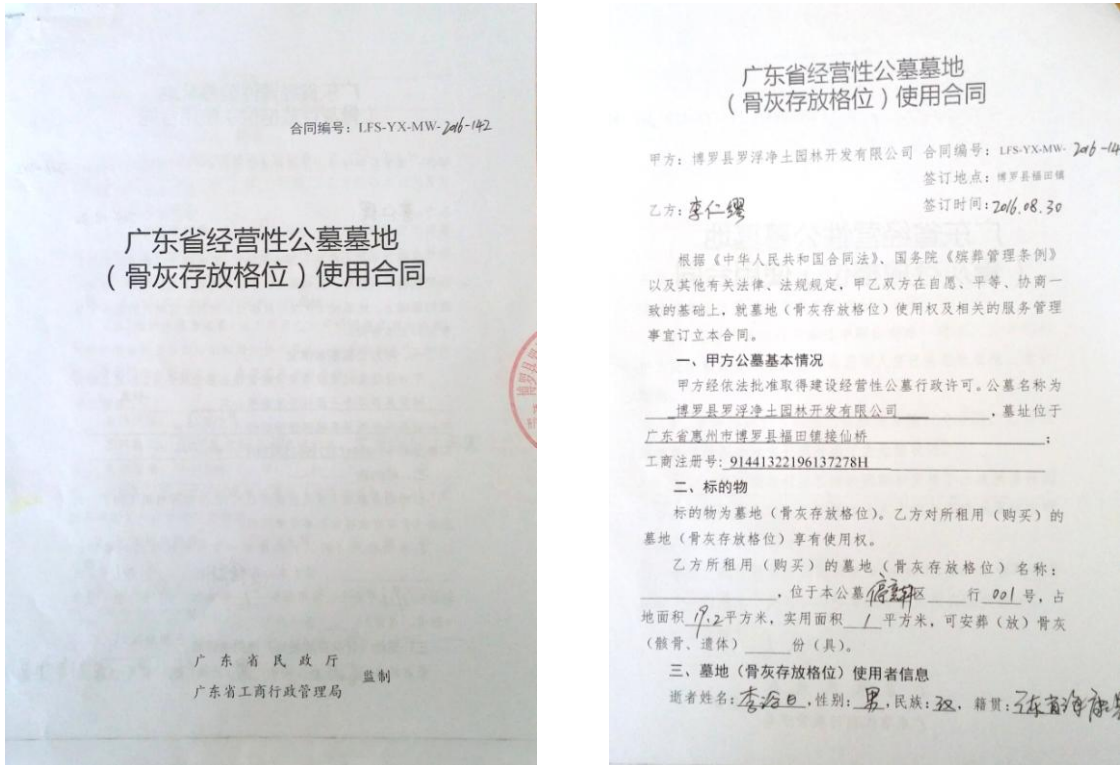 合同编号：LFS-YX-MW-2016-142
广东省经营性公墓墓地
（骨灰存放格位）使用合同
广东省民政厅
广东省工商行政管理局
监制
广东省经营性公墓墓地
（骨灰存放格位）使用合同
甲方：博罗县罗浮净土园林开发有限公司 合同编号：LFS-YX-MW-2016-14
签订地点：博罗县福田镇
乙方：李仁缪 签订时间：2016.08.30
根据《中华人民共和国合同法》、国务院《殡葬管理条例》
以及其他有关法律、法规规定，甲乙双方在自愿、平等、协商一
致的基础上，就墓地（骨灰存放格位）使用权及相关的服务管理
事宜订立本合同。
一、甲方公墓基本情况
甲方经依法批准取得建设经营性公墓行政许可。公墓名称为
博罗县罗浮净土园林开发有限公司，墓址位于
广东省惠州市博罗县福田镇接仙桥；
工商注册号：91441322196137278H
二、标的物
标的物为墓地（骨灰存放格位）。乙方对所租用（购买）的
墓地（骨灰存放格位）享有使用权。
乙方所租用（购买）的墓地（骨灰存放格位）名称：
，位于本公墓 区 行 001 号，占
地面积 19.2 平方米，实用面积 1 平方米，可安葬（放）骨灰
（骸骨、遗体） 份（具）。
三、墓地（骨灰存放格位）使用者信息
逝者姓名：李 日，性别：男，民族：汉，籍贯：广东省 康